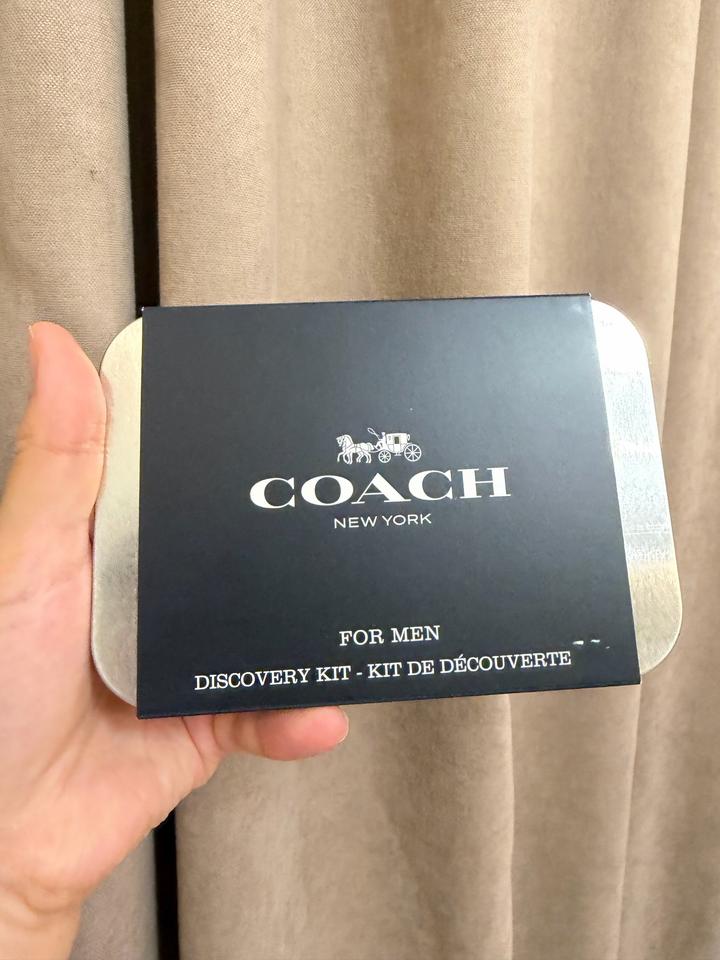 COACH
NEW YORK
FOR MEN
DISCOVERY KIT - KIT DE DÉCOUVERTE